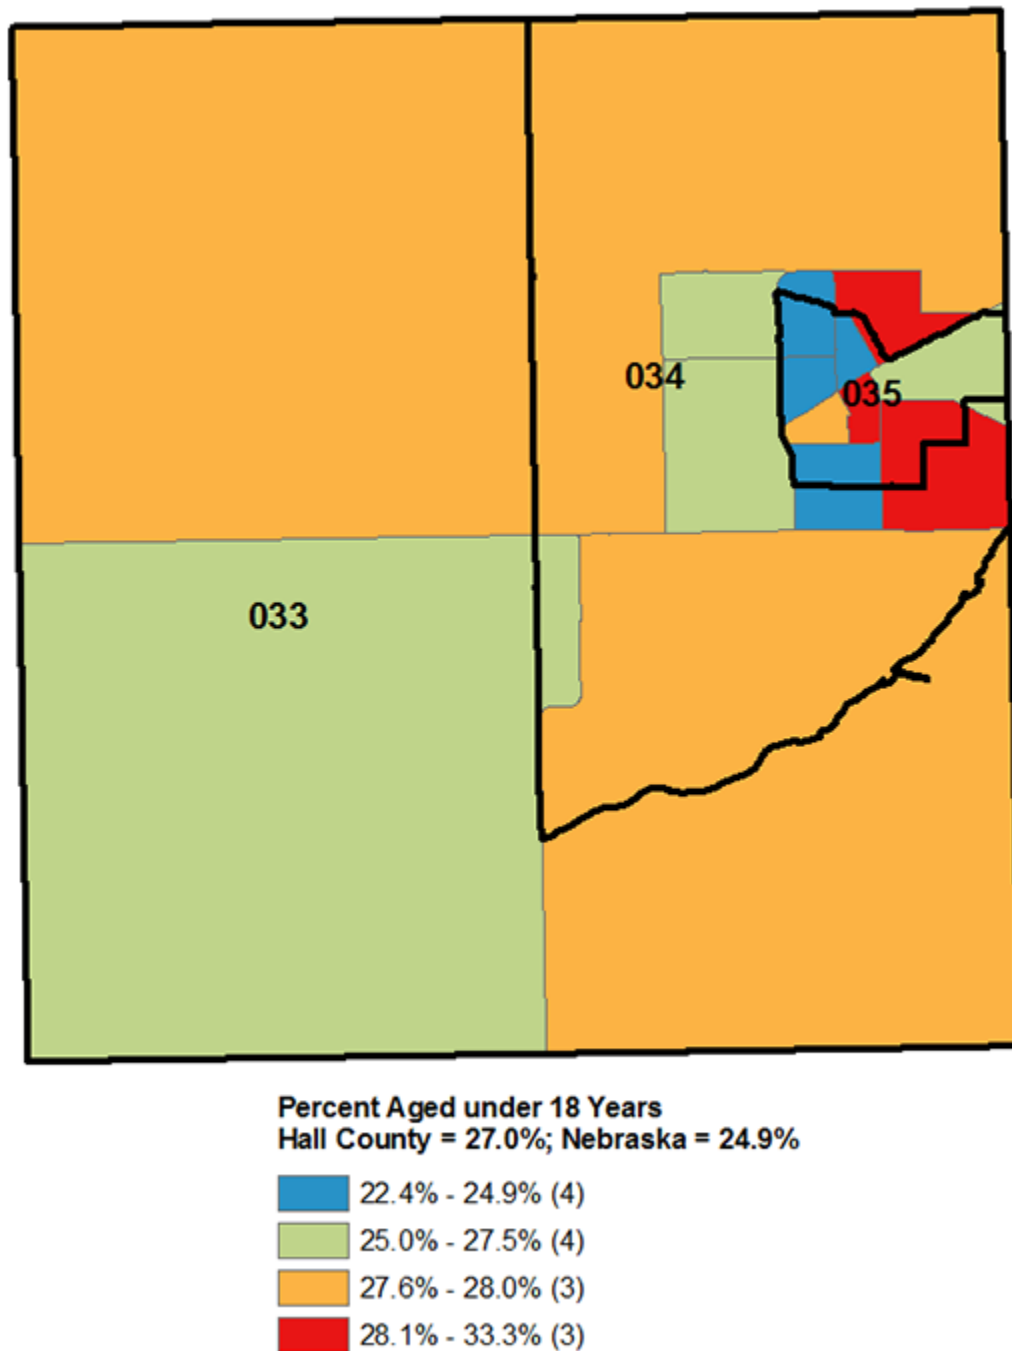 034
035
033
Percent Aged under 18 Years
Hall County = 27.0%; Nebraska = 24.9%
22.4% - 24.9% (4)
25.0% - 27.5% (4)
27.6% - 28.0% (3)
28.1% - 33.3% (3)